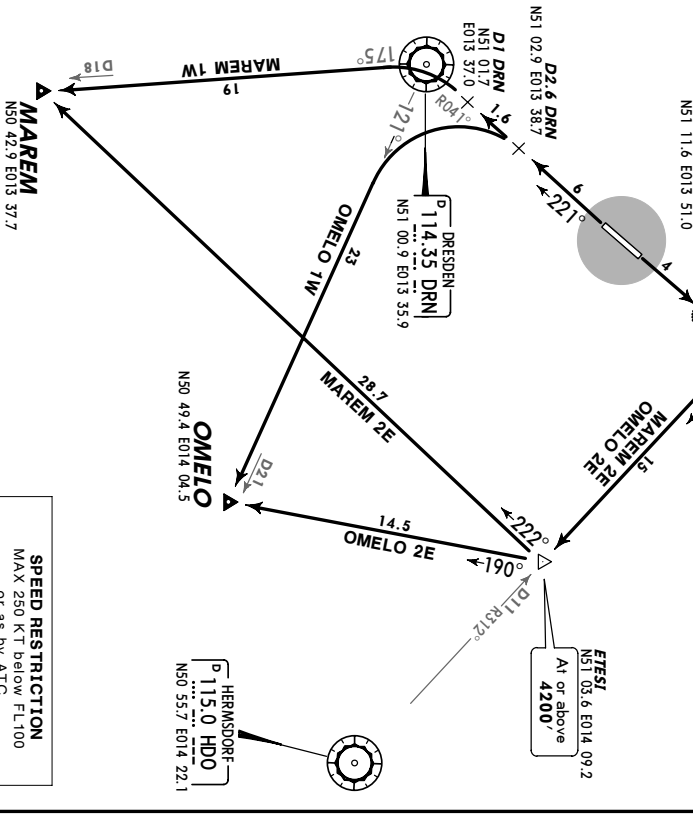 N51 11.6 E013 51.0
D2.6 DRN
N51 02.9 E013 38.7
D1 DRN
N51 01.7
E013 37.0
1.6
R041°
6
221°
4
175°
121°
MAREM 1W
19
D18
MAREM
N50 42.9 E013 37.7
DRESDEN
D 114.35 DRN
N51 00.9 E013 35.9
OMELO 1W
23
28.7
MAREM 2E
15
MAREM 2E
OMELO 2E
D21
OMELO
N50 49.4 E014 04.5
222°
190°
14.5
OMELO 2E
D11 R312°
ETESI
N51 03.6 E014 09.2
At or above
4200'
HERMSDORF
D 115.0 HDO
N50 55.7 E014 22.1
SPEED RESTRICTION
MAX 250 KT below FL100
or as by ATC